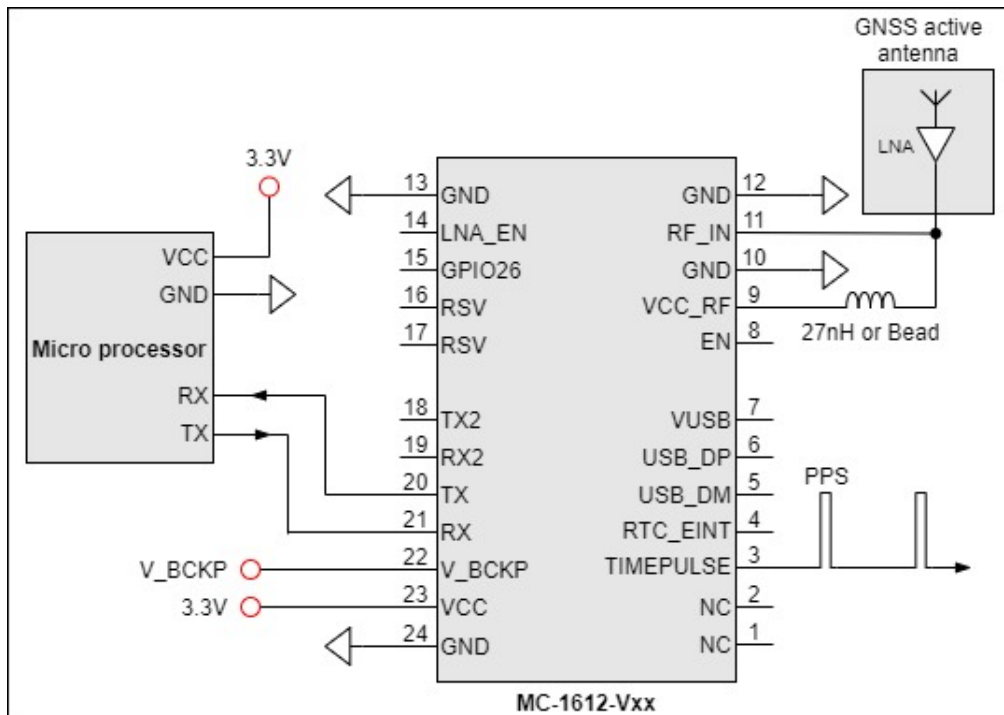 GNSS active
antenna
LNA
3.3V
VCC
GND
Micro processor
RX
TX
13 GND
14 LNA_EN
15 GPIO26
16 RSV
17 RSV
18 TX2
19 RX2
20 TX
21 RX
22 V_BCKP
23 VCC
24 GND
V_BCKP
3.3V
GND 12
RF_IN 11
GND 10
VCC_RF 9
EN 8
VUSB 7
USB_DP 6
USB_DM 5
RTC_EINT 4
TIMEPULSE 3
NC 2
NC 1
27nH or Bead
PPS
MC-1612-Vxx